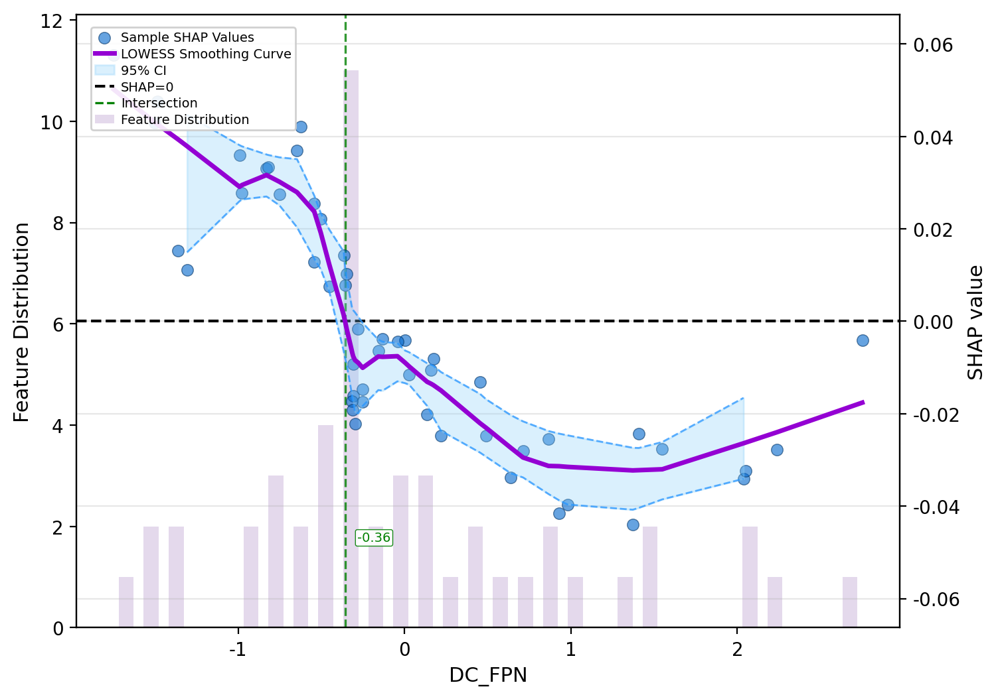 Sample SHAP Values
LOWESS Smoothing Curve
95% CI
SHAP=0
Intersection
Feature Distribution
12
10
8
6
4
2
0
Feature Distribution
0.06
0.04
0.02
0.00
-0.02
-0.04
-0.06
SHAP value
-0.36
-1
0
1
2
DC_FPN